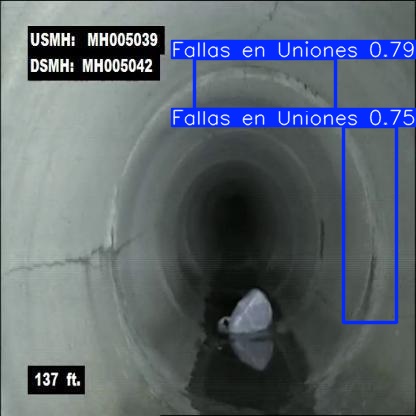 USMH: MH005039
DSMH: MH005042
Fallas en Uniones 0.79
Fallas en Uniones 0.75
137 ft.